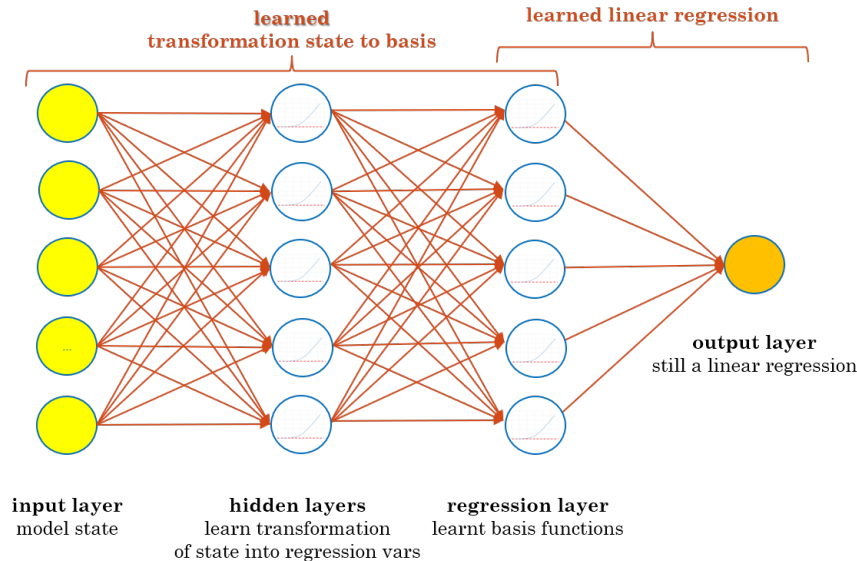 learned
transformation state to basis
learned linear regression
...
output layer
still a linear regression
input layer
model state
hidden layers
learn transformation
of state into regression vars
regression layer
learnt basis functions